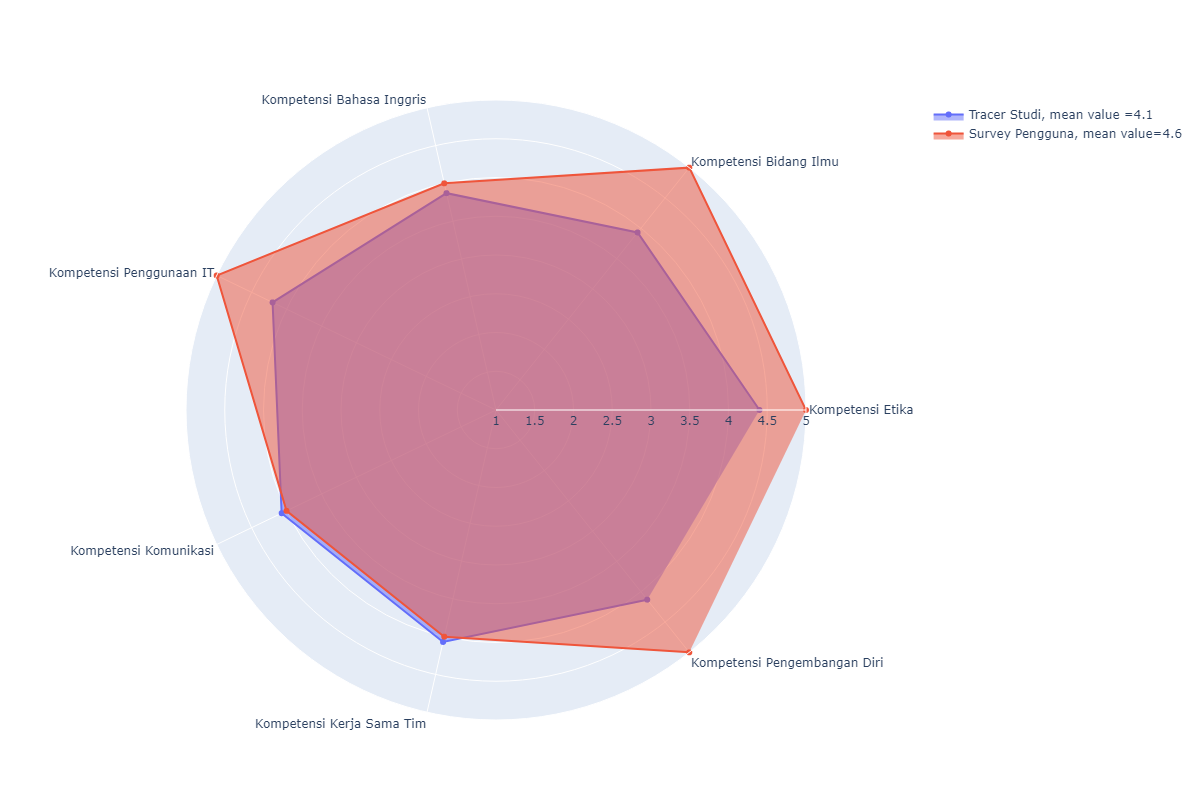 Kompetensi Bahasa Inggris
Tracer Studi, mean value =4.1
Survey Pengguna, mean value=4.6
Kompetensi Bidang Ilmu
Kompetensi Penggunaan IT
Kompetensi Etika
1 1.5 2 2.5 3 3.5 4 4.5 5
Kompetensi Komunikasi
Kompetensi Pengembangan Diri
Kompetensi Kerja Sama Tim